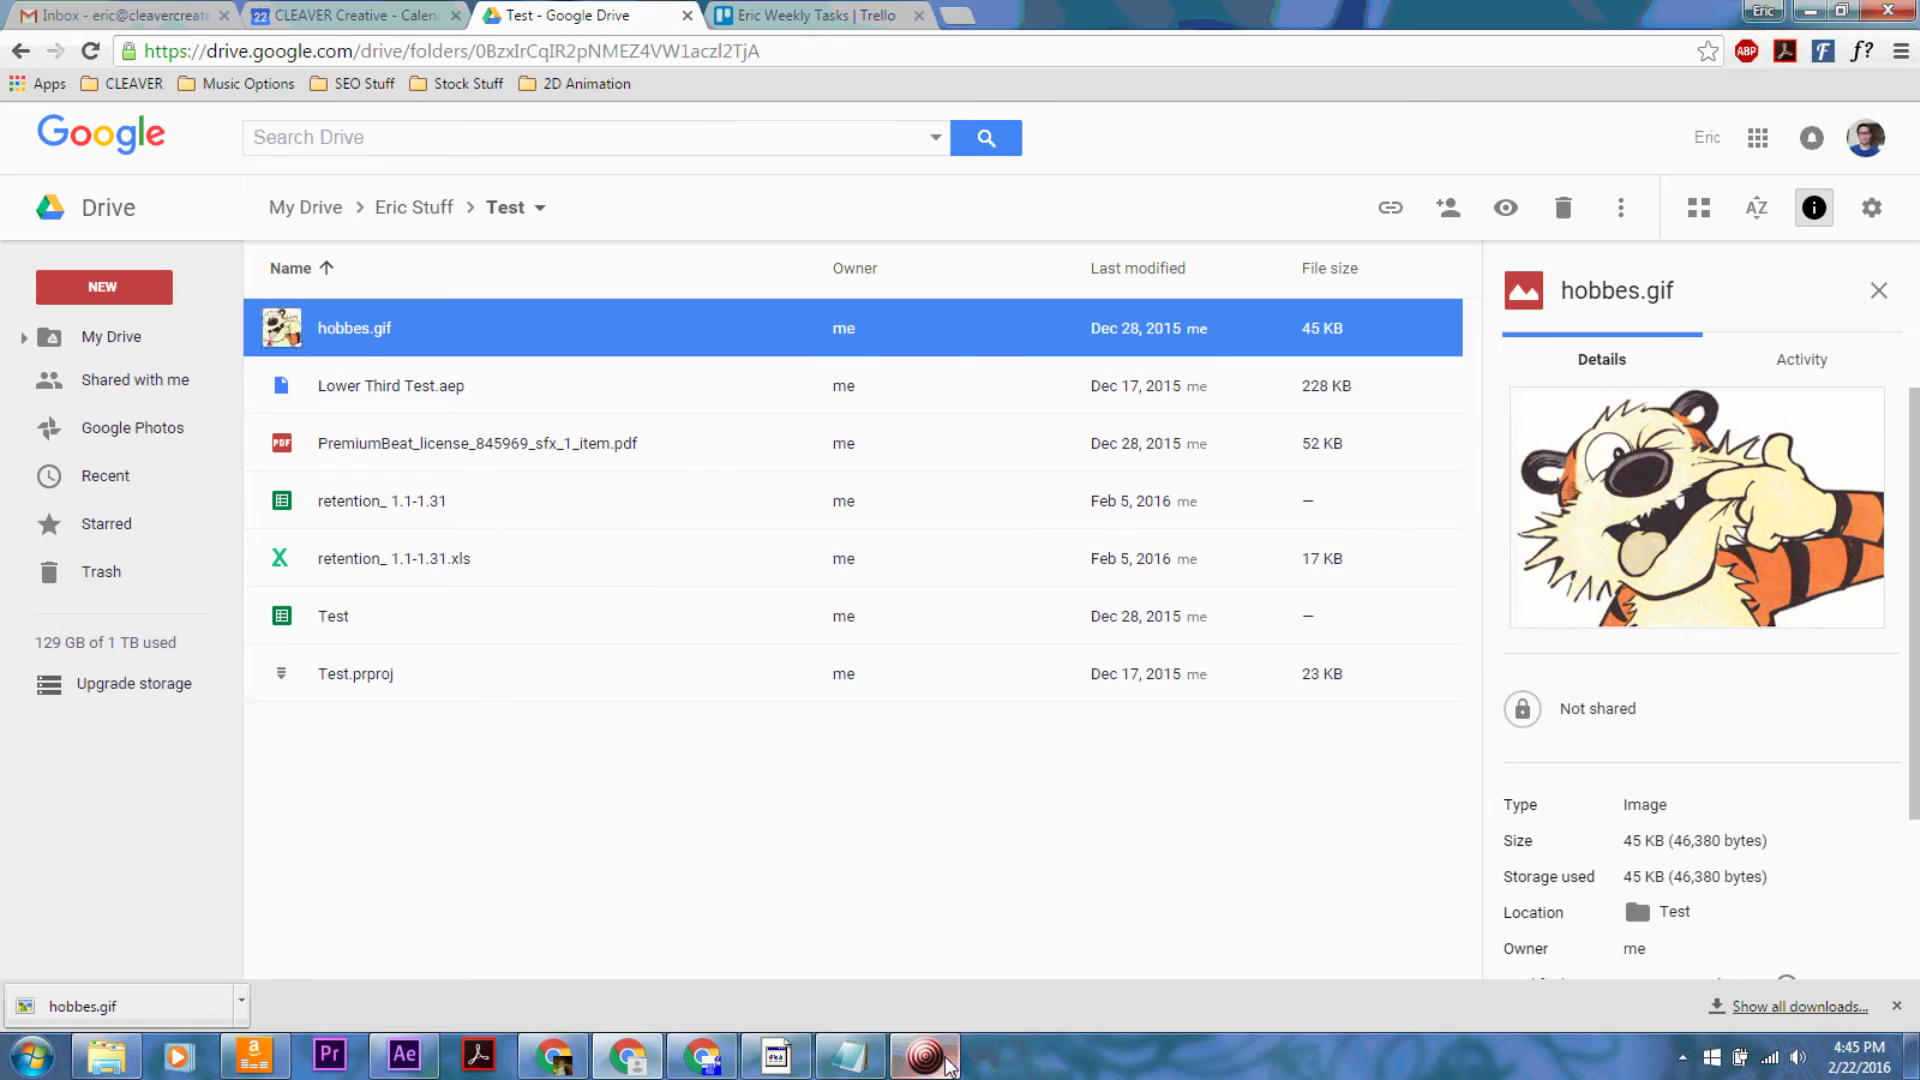 Inbox - eric@cleavercreate
CLEAVER Creative - Calen
Test - Google Drive
Eric Weekly Tasks | Trello
Eric
https://drive.google.com/drive/folders/0BzxIrCqIR2pNMEZ4VW1aczl2TjA
ABP
F
f?
Apps
CLEAVER
Music Options
SEO Stuff
Stock Stuff
2D Animation
Google
Search Drive
Eric
Drive
My Drive > Eric Stuff > Test
AZ
Name
Owner
Last modified
File size
NEW
My Drive
Shared with me
Google Photos
Recent
Starred
Trash
129 GB of 1 TB used
Upgrade storage
hobbes.gif me Dec 28, 2015 me 45 KB
Lower Third Test.aep me Dec 17, 2015 me 228 KB
PDF PremiumBeat_license_845969_sfx_1_item.pdf me Dec 28, 2015 me 52 KB
retention_ 1.1-1.31 me Feb 5, 2016 me –
X retention_ 1.1-1.31.xls me Feb 5, 2016 me 17 KB
Test me Dec 28, 2015 me –
Test.prproj me Dec 17, 2015 me 23 KB
hobbes.gif
Details
Activity
Not shared
Type Image
Size 45 KB (46,380 bytes)
Storage used 45 KB (46,380 bytes)
Location Test
Owner me
hobbes.gif
Show all downloads...
a
Pr
Ae
4:45 PM
2/22/2016